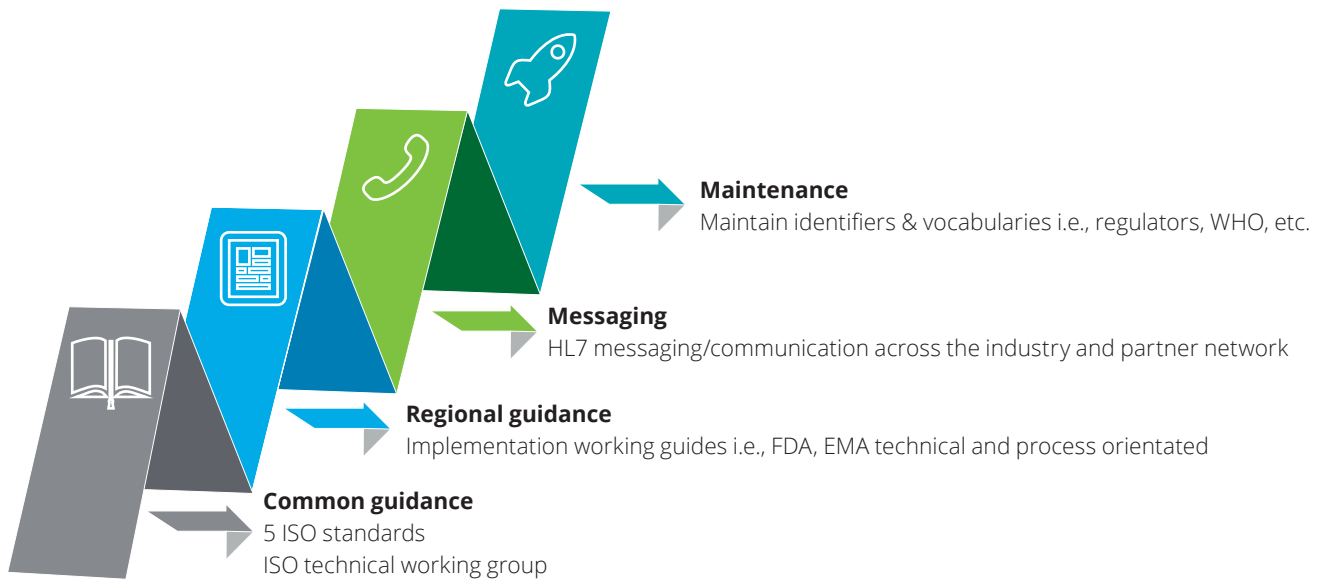 Maintenance
Maintain identifiers & vocabularies i.e., regulators, WHO, etc.
Messaging
HL7 messaging/communication across the industry and partner network
Regional guidance
Implementation working guides i.e., FDA, EMA technical and process orientated
Common guidance
5 ISO standards
ISO technical working group